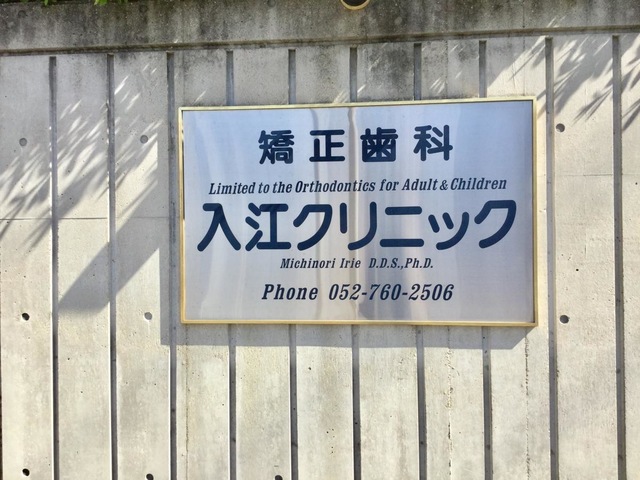 矯正歯科
Limited to the Orthodontics for Adult & Children
入江クリニック
Michinori Irie D.D.S.,Ph.D.
Phone 052-760-2506